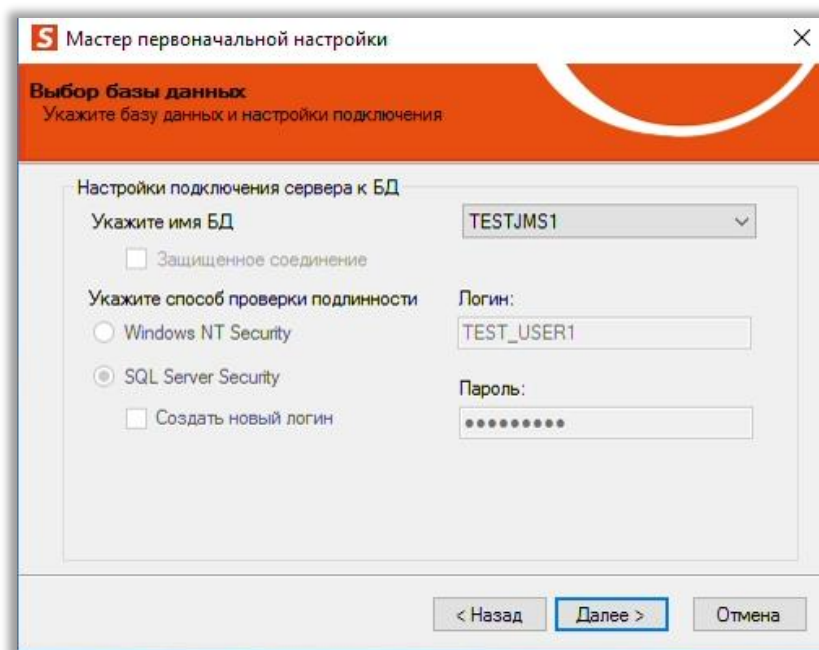 S Мастер первоначальной настройки
Выбор базы данных
Укажите базу данных и настройки подключения
Настройки подключения сервера к БД
Укажите имя БД
TESTJMS1
Защищенное соединение
Укажите способ проверки подлинности
Логин:
Windows NT Security
TEST_USER1
SQL Server Security
Пароль:
Создать новый логин
•••••••••
< Назад
Далее >
Отмена